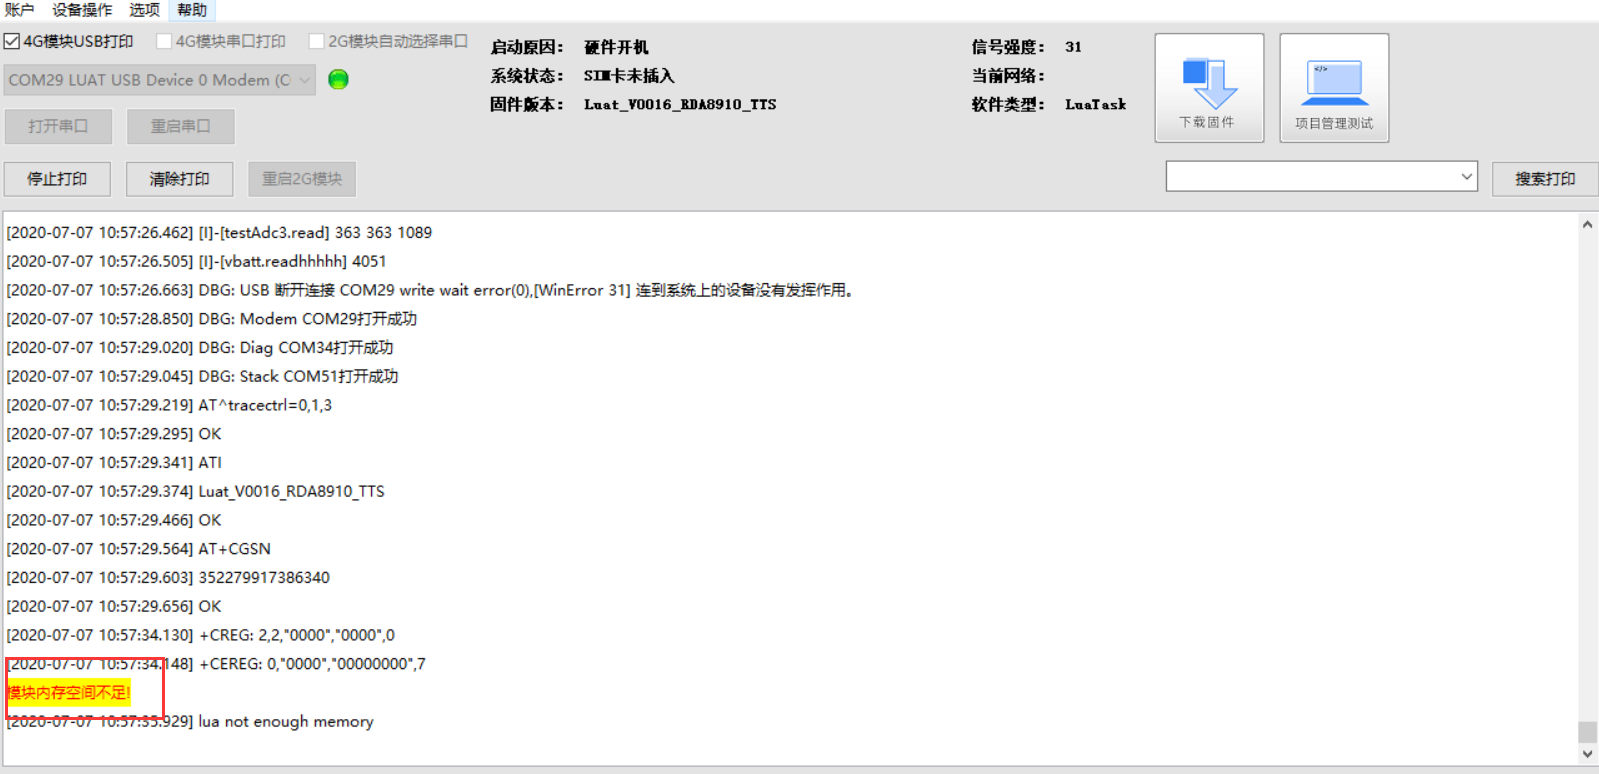 账户 设备操作 选项 帮助
4G模块USB打印 4G模块串口打印 2G模块自动选择串口
COM29 LUAT USB Device 0 Modem (C
打开串口 重启串口
停止打印 清除打印 重启2G模块
启动原因： 硬件开机
系统状态： SIM卡未插入
固件版本： Luat_V0016_RDA8910_TTS
信号强度： 31
当前网络：
软件类型： LuaTask
下载固件
项目管理测试
搜索打印
[2020-07-07 10:57:26.462] [I]-[testAdc3.read] 363 363 1089
[2020-07-07 10:57:26.505] [I]-[vbatt.readhhhhh] 4051
[2020-07-07 10:57:26.663] DBG: USB 断开连接 COM29 write wait error(0),[WinError 31] 连到系统上的设备没有发挥作用。
[2020-07-07 10:57:28.850] DBG: Modem COM29打开成功
[2020-07-07 10:57:29.020] DBG: Diag COM34打开成功
[2020-07-07 10:57:29.045] DBG: Stack COM51打开成功
[2020-07-07 10:57:29.219] AT^tracectrl=0,1,3
[2020-07-07 10:57:29.295] OK
[2020-07-07 10:57:29.341] ATI
[2020-07-07 10:57:29.374] Luat_V0016_RDA8910_TTS
[2020-07-07 10:57:29.466] OK
[2020-07-07 10:57:29.564] AT+CGSN
[2020-07-07 10:57:29.603] 352279917386340
[2020-07-07 10:57:29.656] OK
[2020-07-07 10:57:34.130] +CREG: 2,2,"0000","0000",0
[2020-07-07 10:57:34.148] +CEREG: 0,"0000","00000000",7
模块内存空间不足!
[2020-07-07 10:57:35.929] lua not enough memory